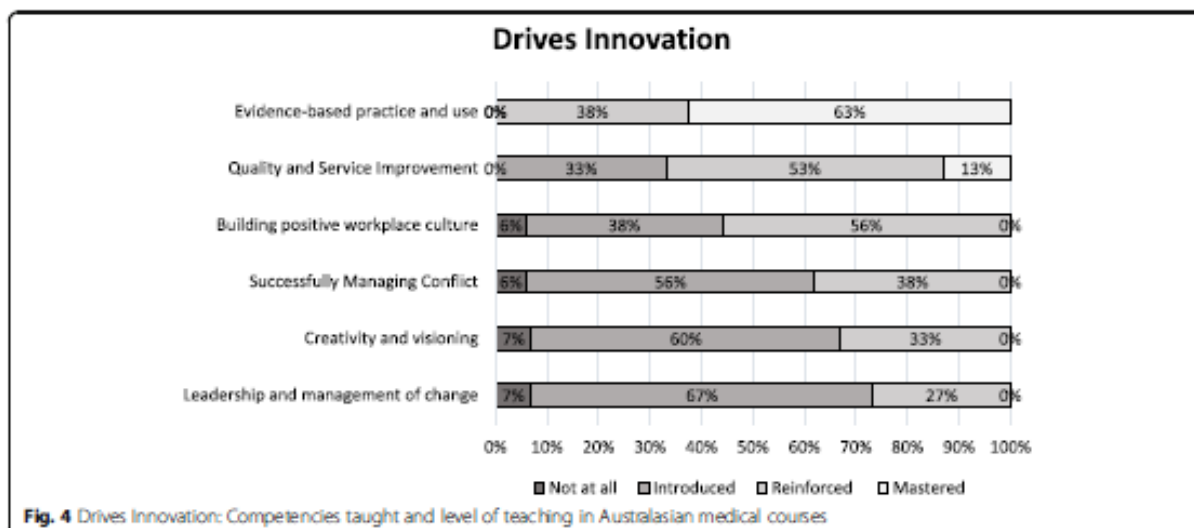 Drives Innovation
Evidence-based practice and use 0% 0% 38% 63%
Quality and Service Improvement 0% 33% 53% 13%
Building positive workplace culture 6% 38% 56% 0%
Successfully Managing Conflict 6% 56% 38% 0%
Creativity and visioning 7% 60% 33% 0%
Leadership and management of change 7% 67% 27% 0%
0% 10% 20% 30% 40% 50% 60% 70% 80% 90% 100%
Not at all Introduced Reinforced Mastered
Fig. 4 Drives Innovation: Competencies taught and level of teaching in Australasian medical courses